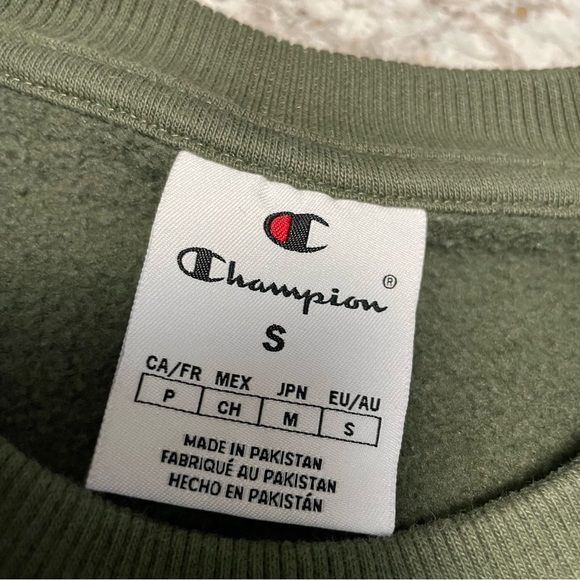 Champion ®
S
CA/FR MEX JPN EU/AU
P CH M S
MADE IN PAKISTAN
FABRIQUÉ AU PAKISTAN
HECHO EN PAKISTÁN